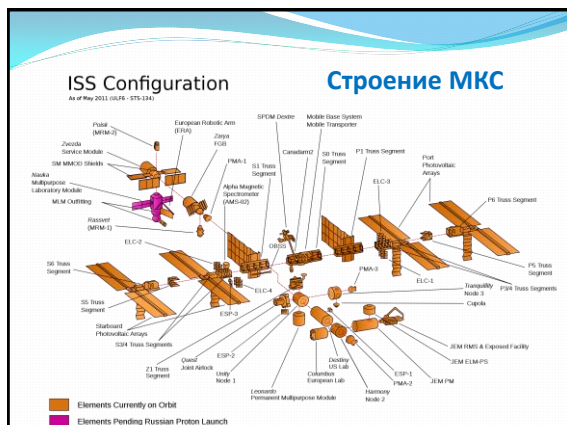 ISS Configuration
As of May 2011 (ULF6 - STS-134)
Строение МКС
Poisk
(MRM-2)
European Robotic Arm
(ERA)
Zarya
FGB
SPDM Dextre
Mobile Base System
Mobile Transporter
Zvezda
Service Module
SM MMOD Shields
Nauka
Multipurpose
Laboratory Module
MLM Outfitting
Rassvet
(MRM-1)
PMA-1
S1 Truss
Segment
Alpha Magnetic
Spectrometer
(AMS-02)
Canadarm2
S0 Truss
Segment
P1 Truss
Segment
ELC-3
Port
Photovoltaic
Arrays
P6 Truss
Segment
OBSS
ELC-2
S6 Truss
Segment
S5 Truss
Segment
Starboard
Photovoltaic Arrays
S3/4 Truss Segments
ESP-3
ELC-4
PMA-3
ELC-1
P5 Truss
Segment
P3/4 Truss Segments
Tranquility
Node 3
Cupola
Z1 Truss
Segment
Quest
Joint Airlock
ESP-2
Unity
Node 1
Leonardo
Permanent Multipurpose Module
Columbus
European Lab
Destiny
US Lab
Harmony
Node 2
ESP-1
PMA-2
JEM RMS & Exposed Facility
JEM ELM-PS
JEM PM
Elements Currently on Orbit
Elements Pending Russian Proton Launch